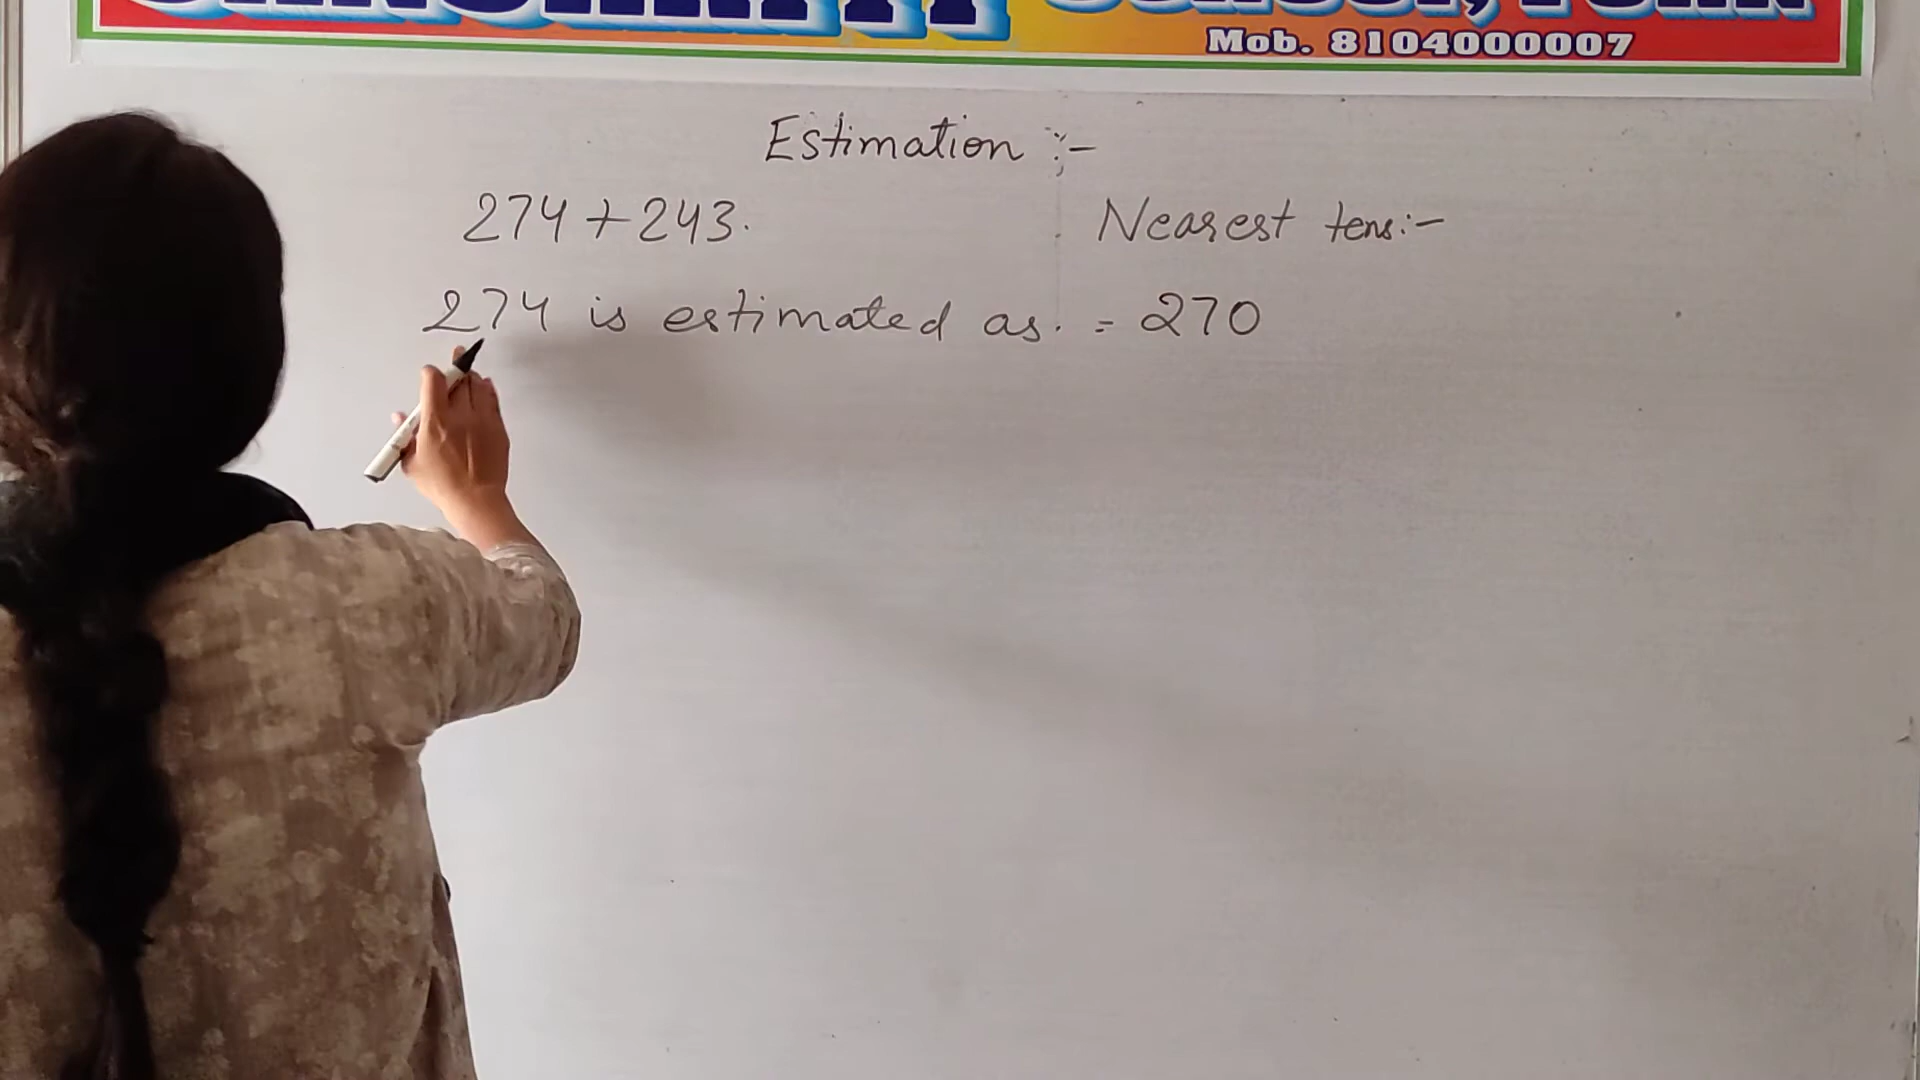 Mob. 8104000007
Estimation :-
274 + 243.
Nearest tens:-
274 is estimated as. = 270